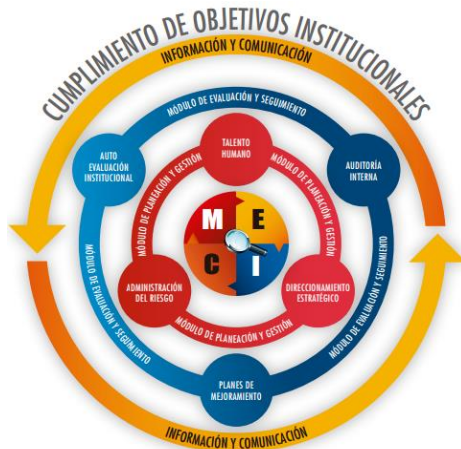 CUMPLIMIENTO DE OBJETIVOS INSTITUCIONALES
INFORMACIÓN Y COMUNICACIÓN
MÓDULO DE EVALUACIÓN Y SEGUIMIENTO
AUTO
EVALUACIÓN
INSTITUCIONAL
TALENTO
HUMANO
AUDITORÍA
INTERNA
MÓDULO DE PLANEACIÓN Y GESTIÓN
MÓDULO DE PLANEACIÓN Y GESTIÓN
M E
C I
ADMINISTRACIÓN
DEL RIESGO
DIRECCIONAMIENTO
ESTRATÉGICO
MÓDULO DE PLANEACIÓN Y GESTIÓN
MÓDULO DE EVALUACIÓN Y SEGUIMIENTO
MÓDULO DE EVALUACIÓN Y SEGUIMIENTO
PLANES DE
MEJORAMIENTO
INFORMACIÓN Y COMUNICACIÓN